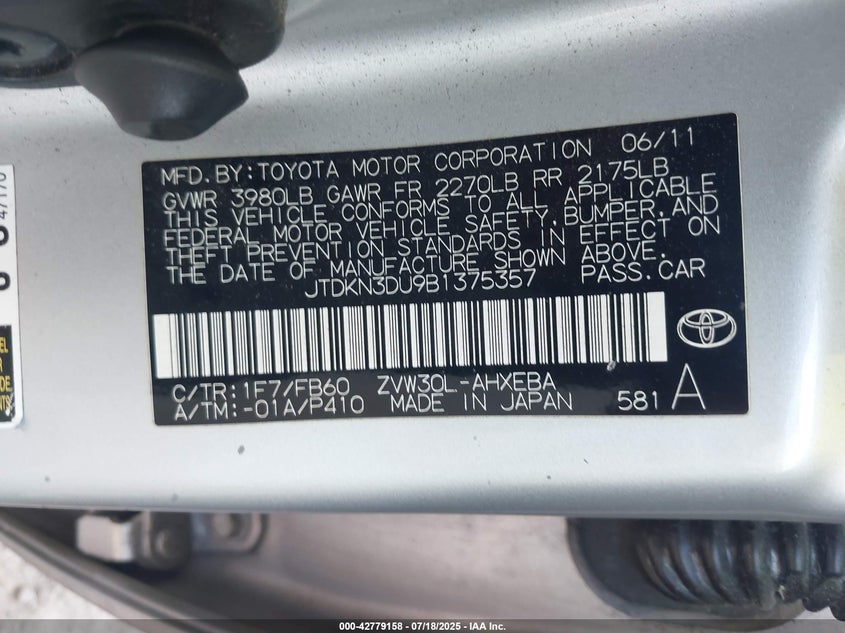 MFD.BY:TOYOTA MOTOR CORPORATION 06/11
GVWR 3980LB GAWR FR 2270LB RR 2175LB
THIS VEHICLE CONFORMS TO ALL APPLICABLE
FEDERAL MOTOR VEHICLE SAFETY,BUMPER,AND
THEFT PREVENTION STANDARDS IN EFFECT ON
THE DATE OF MANUFACTURE SHOWN ABOVE.
JTDKN3DU9B1375357 PASS.CAR
C/TR:1F7/FB60 ZVW30L-AHXEBA
A/TM:-01A/P410 MADE IN JAPAN 581 A
000-42779158 - 07/18/2025 - IAA Inc.